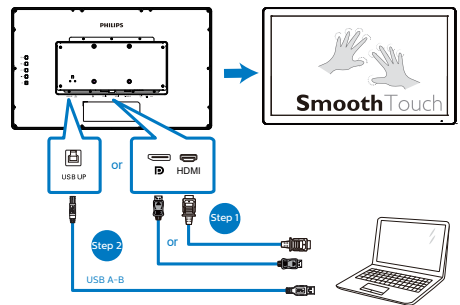 PHILIPS
SmoothTouch
USB UP
or
HDMI
Step 1
Step 2
or
USB A-B